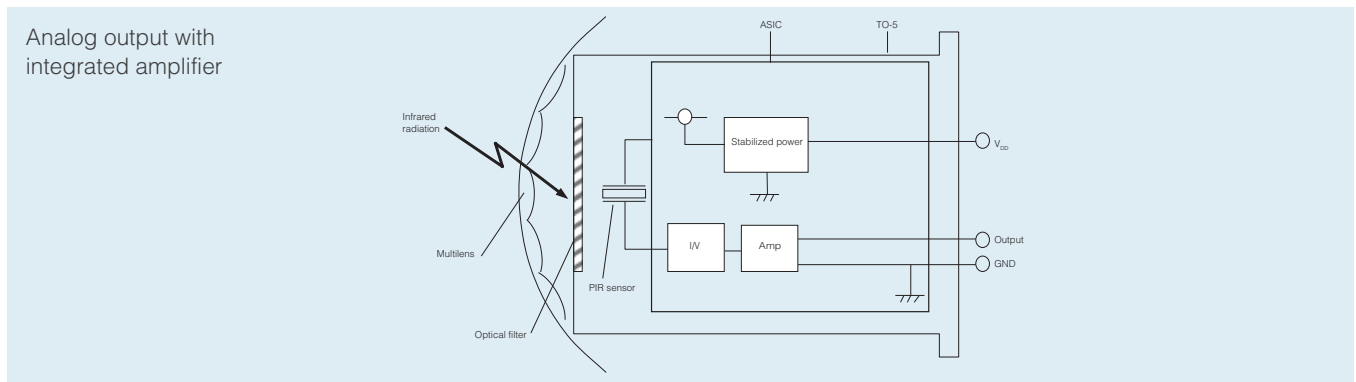 Analog output with
integrated amplifier
ASIC
TO-5
Infrared
radiation
Stabilized power
V_DD
Multilens
I/V
Amp
Output
GND
PIR sensor
Optical filter